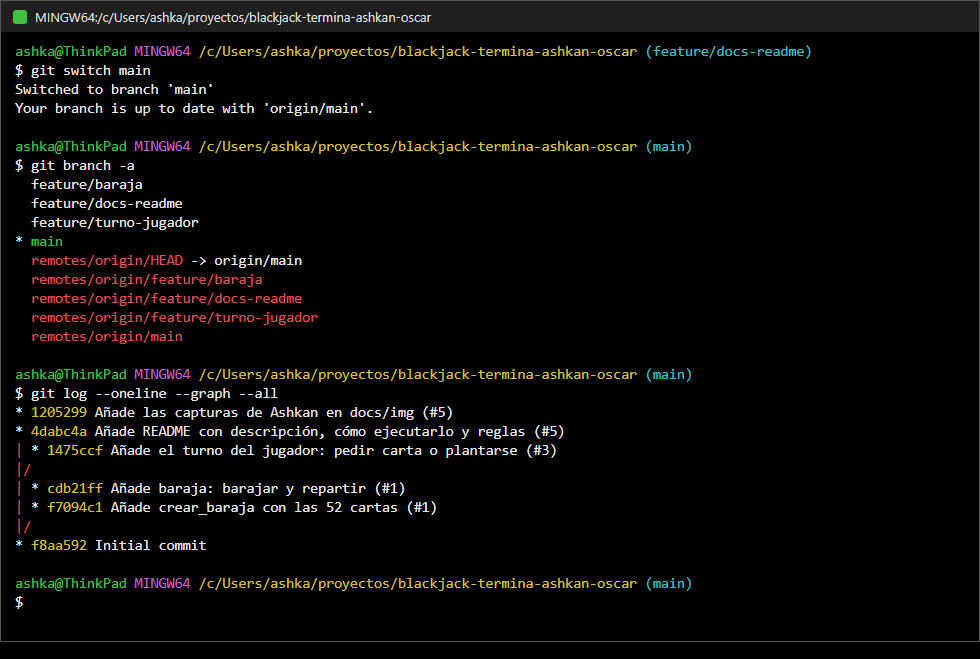 MINGW64:/c/Users/ashka/proyectos/blackjack-termina-ashkan-oscar
ashka@ThinkPad MINGW64 /c/Users/ashka/proyectos/blackjack-termina-ashkan-oscar (feature/docs-readme)
$ git switch main
Switched to branch 'main'
Your branch is up to date with 'origin/main'.
ashka@ThinkPad MINGW64 /c/Users/ashka/proyectos/blackjack-termina-ashkan-oscar (main)
$ git branch -a
  feature/baraja
  feature/docs-readme
  feature/turno-jugador
* main
  remotes/origin/HEAD -> origin/main
  remotes/origin/feature/baraja
  remotes/origin/feature/docs-readme
  remotes/origin/feature/turno-jugador
  remotes/origin/main
ashka@ThinkPad MINGW64 /c/Users/ashka/proyectos/blackjack-termina-ashkan-oscar (main)
$ git log --oneline --graph --all
* 1205299 Añade las capturas de Ashkan en docs/img (#5)
* 4dabc4a Añade README con descripción, cómo ejecutarlo y reglas (#5)
| * 1475ccf Añade el turno del jugador: pedir carta o plantarse (#3)
|/
| * cdb21ff Añade baraja: barajar y repartir (#1)
| * f7094c1 Añade crear_baraja con las 52 cartas (#1)
|/
* f8aa592 Initial commit
ashka@ThinkPad MINGW64 /c/Users/ashka/proyectos/blackjack-termina-ashkan-oscar (main)
$